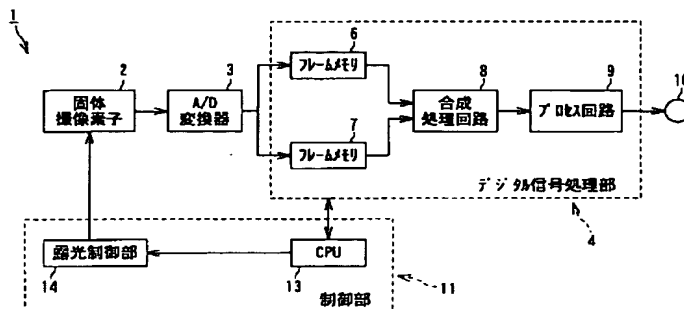 1
2
固体
撮像素子
3
A/D
変換器
6
フレームメモリ
7
フレームメモリ
8
合成
処理回路
9
プロセス回路
10
デジタル信号処理部
4
露光制御部
14
CPU
13
制御部
11